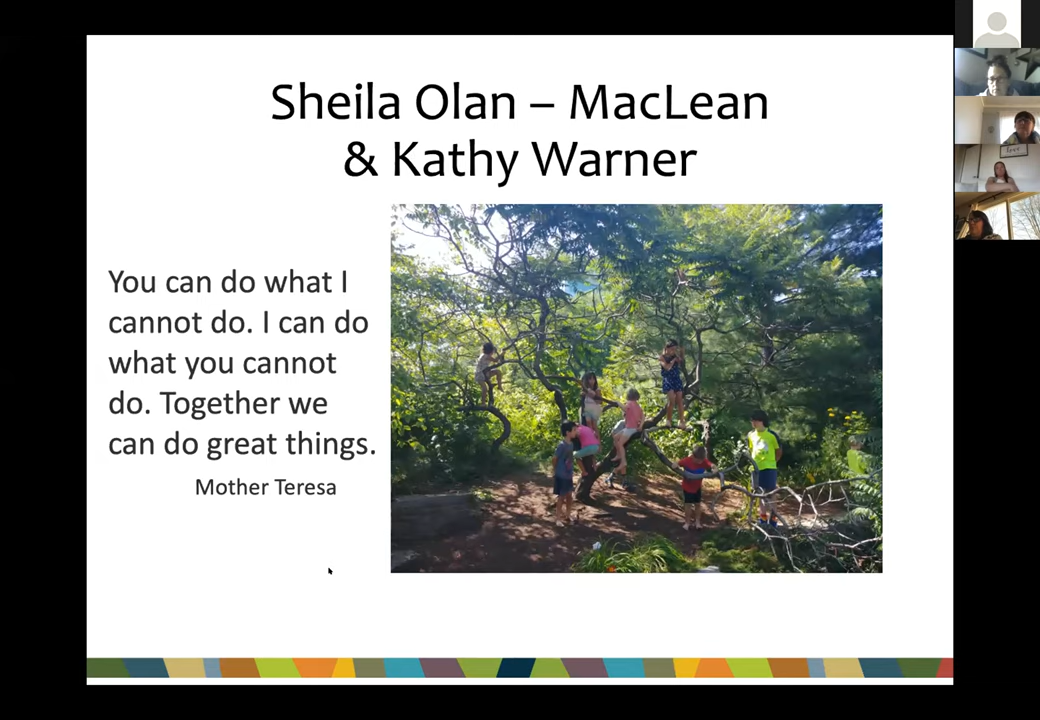 Sheila Olan – MacLean
& Kathy Warner
You can do what I
cannot do. I can do
what you cannot
do. Together we
can do great things.
Mother Teresa